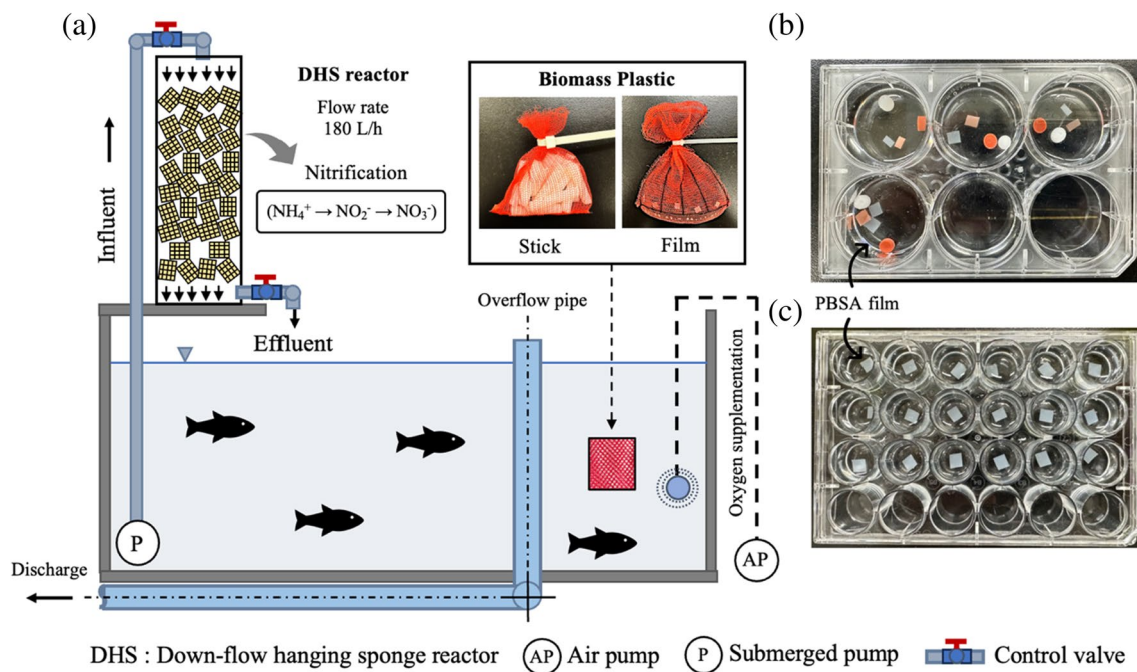 (a)
DHS reactor
Flow rate
180 L/h
Nitrification
(NH₄⁺ → NO₂⁻ → NO₃⁻)
Influent
Effluent
Biomass Plastic
Stick
Film
Overflow pipe
Oxygen supplementation
P
AP
Discharge
(b)
PBSA film
(c)
DHS : Down-flow hanging sponge reactor
AP Air pump
P Submerged pump
Control valve